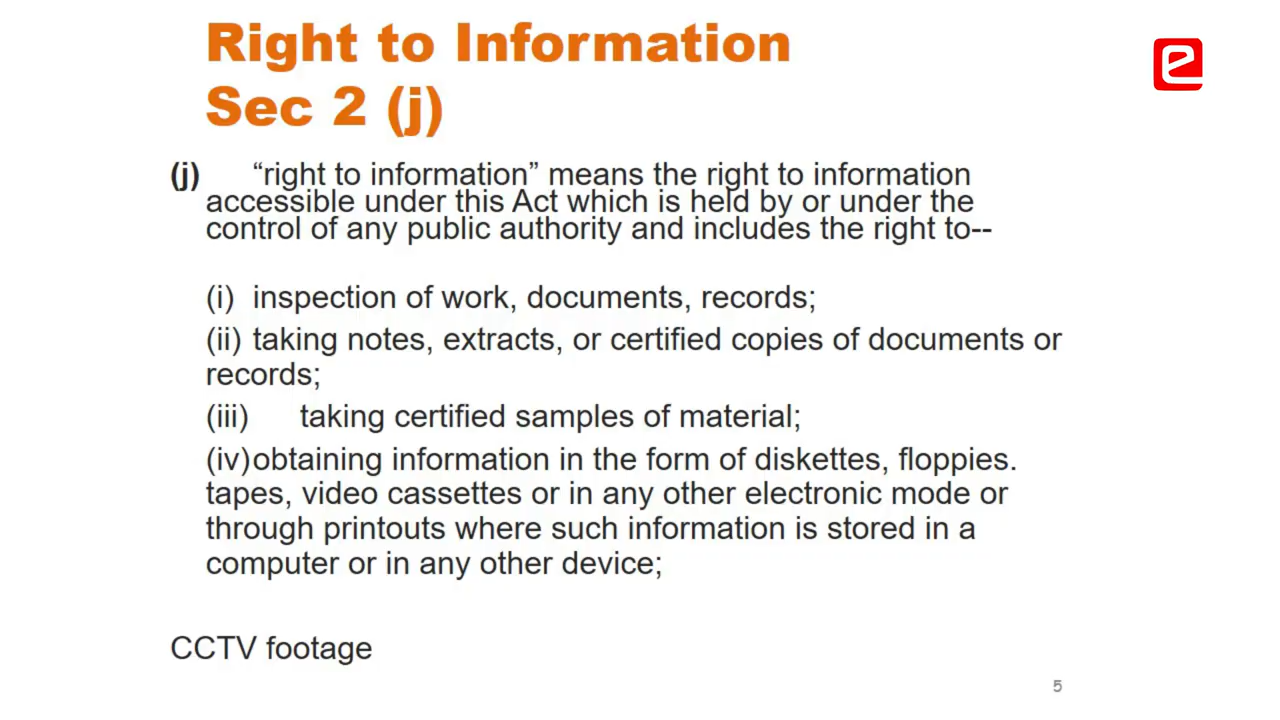 Right to Information
Sec 2 (j)
e
(j) “right to information” means the right to information
accessible under this Act which is held by or under the
control of any public authority and includes the right to--
(i) inspection of work, documents, records;
(ii) taking notes, extracts, or certified copies of documents or
records;
(iii) taking certified samples of material;
(iv)obtaining information in the form of diskettes, floppies.
tapes, video cassettes or in any other electronic mode or
through printouts where such information is stored in a
computer or in any other device;
CCTV footage
5